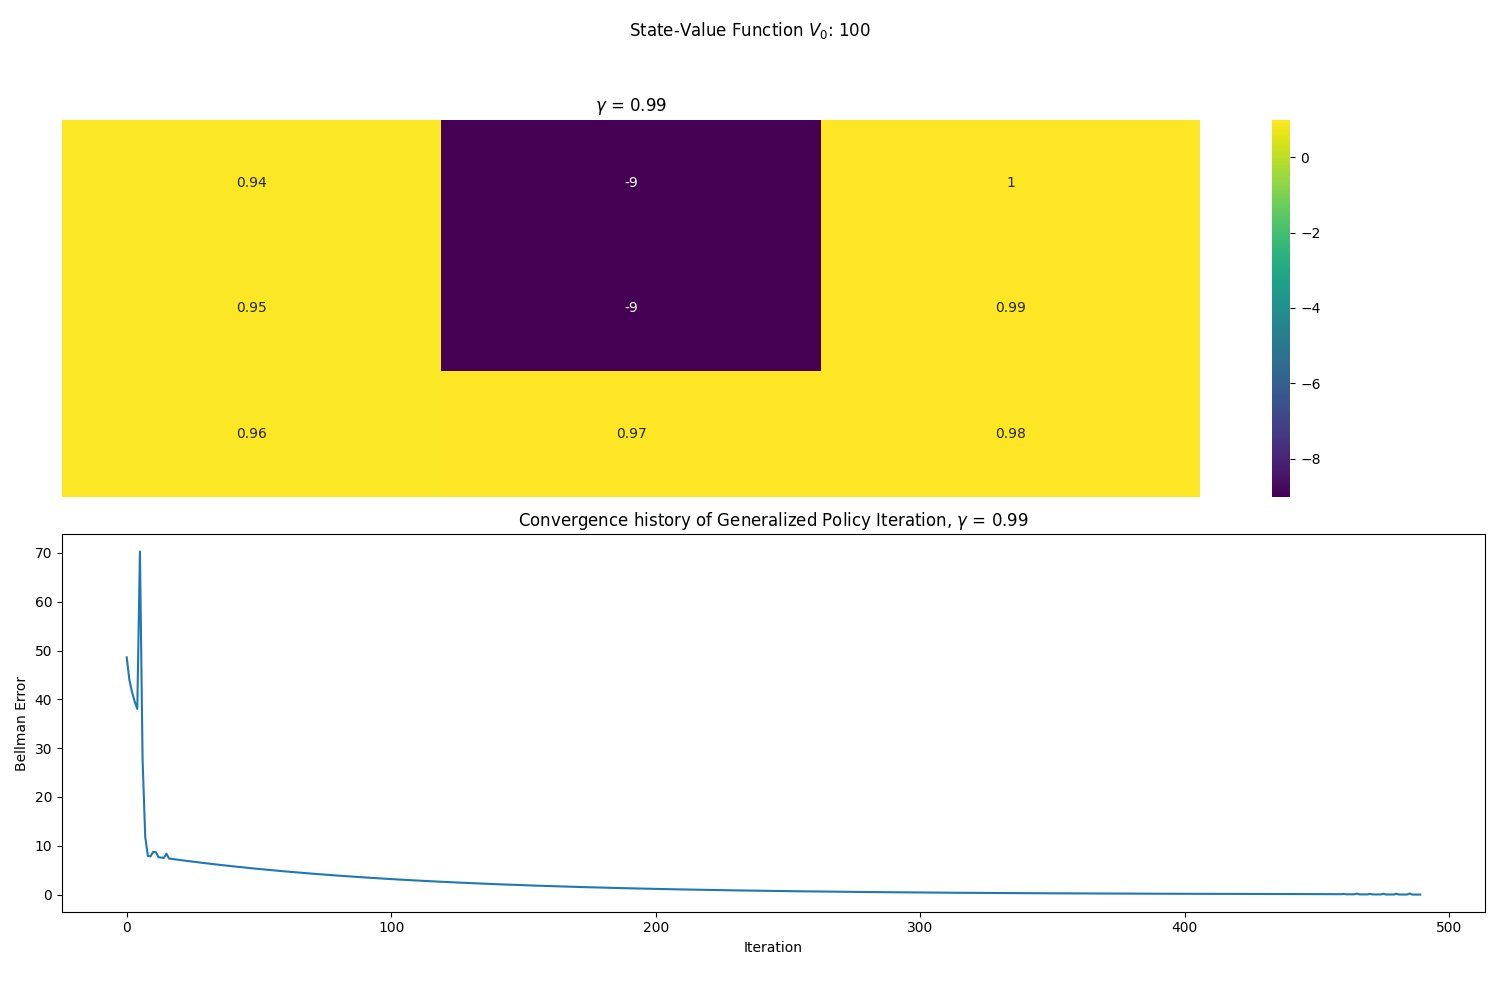 State-Value Function V₀: 100
γ = 0.99
0.94 -9 1
0.95 -9 0.99
0.96 0.97 0.98
0
−2
−4
−6
−8
Convergence history of Generalized Policy Iteration, γ = 0.99
Bellman Error
70
60
50
40
30
20
10
0
0 100 200 300 400 500
Iteration